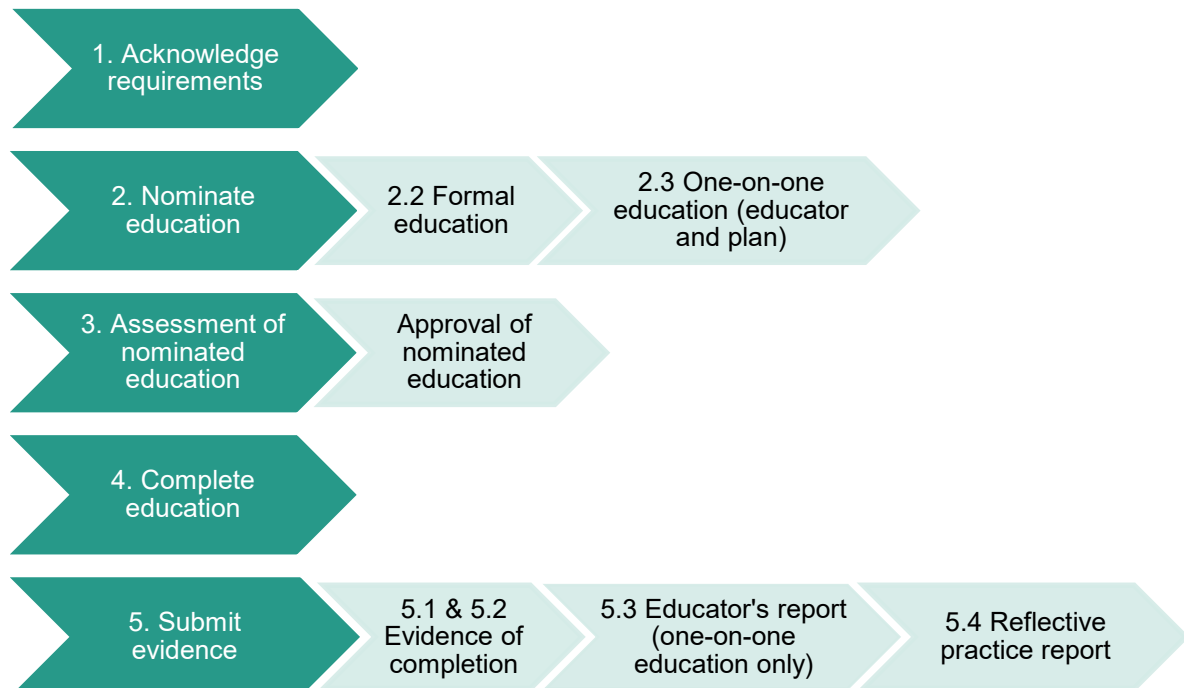 1. Acknowledge
requirements
2. Nominate
education
2.2 Formal
education
2.3 One-on-one
education (educator
and plan)
3. Assessment of
nominated
education
Approval of
nominated
education
4. Complete
education
5. Submit
evidence
5.1 & 5.2
Evidence of
completion
5.3 Educator's report
(one-on-one
education only)
5.4 Reflective
practice report